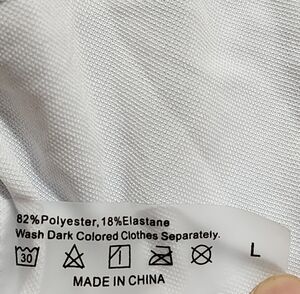 82%Polyester,18%Elastane
Wash Dark Colored Clothes Separately.
30 L
MADE IN CHINA